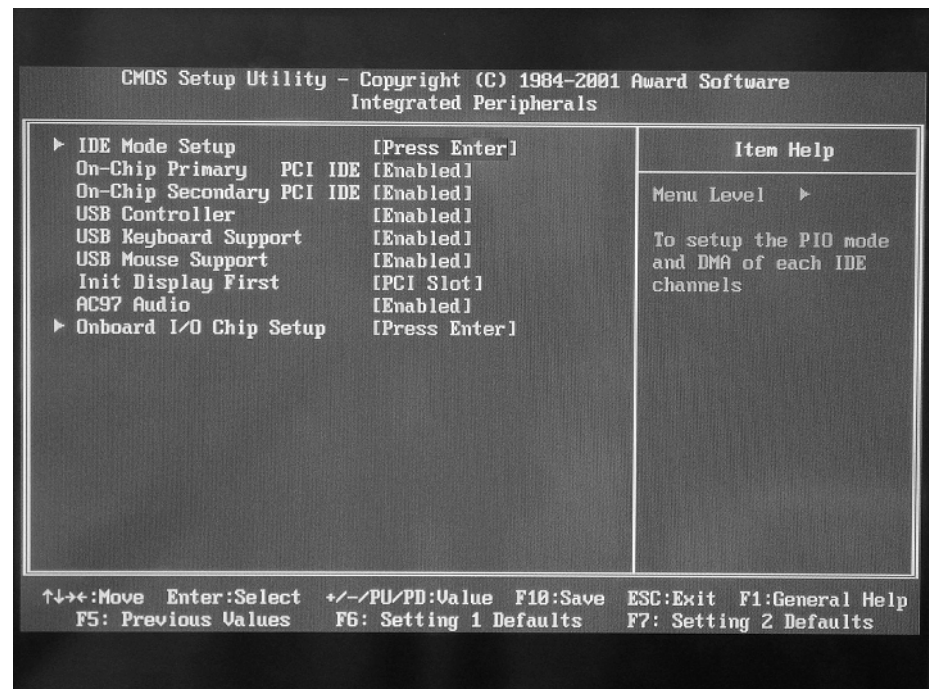 CMOS Setup Utility – Copyright (C) 1984-2001 Award Software
Integrated Peripherals
► IDE Mode Setup [Press Enter]
On-Chip Primary PCI IDE [Enabled]
On-Chip Secondary PCI IDE [Enabled]
USB Controller [Enabled]
USB Keyboard Support [Enabled]
USB Mouse Support [Enabled]
Init Display First [PCI Slot]
AC97 Audio [Enabled]
► Onboard I/O Chip Setup [Press Enter]
Item Help
Menu Level ►
To setup the PIO mode
and DMA of each IDE
channels
↑↓→←:Move Enter:Select +/-/PU/PD:Value F10:Save ESC:Exit F1:General Help
F5: Previous Values F6: Setting 1 Defaults F7: Setting 2 Defaults